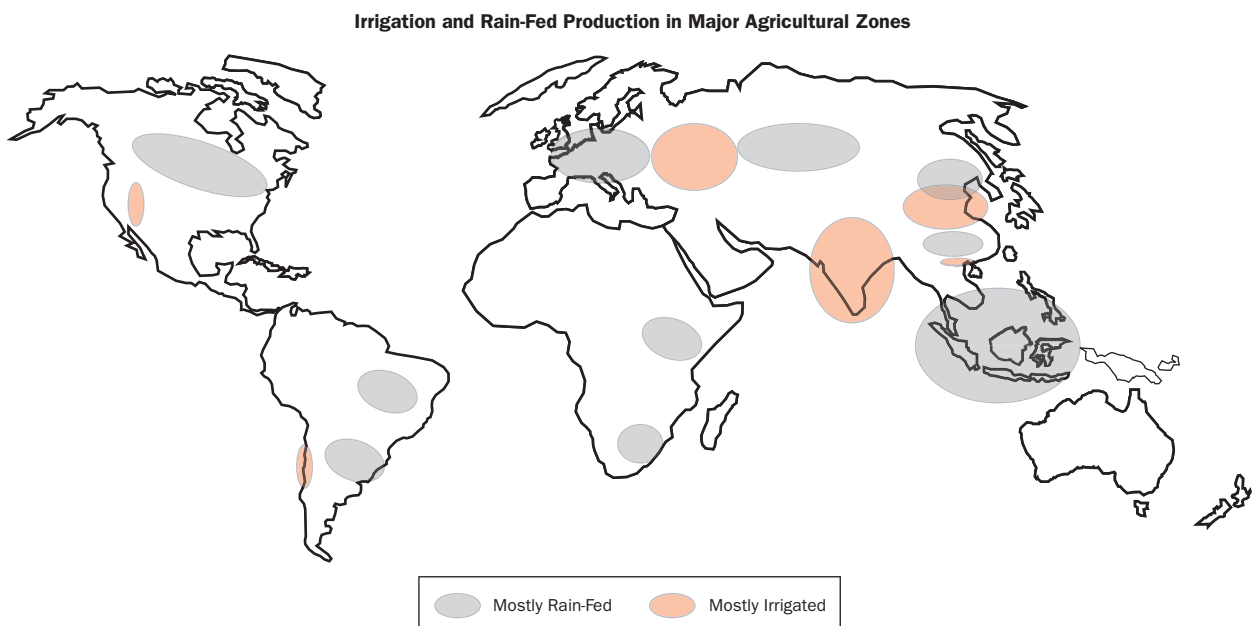 Irrigation and Rain-Fed Production in Major Agricultural Zones
Mostly Rain-Fed
Mostly Irrigated